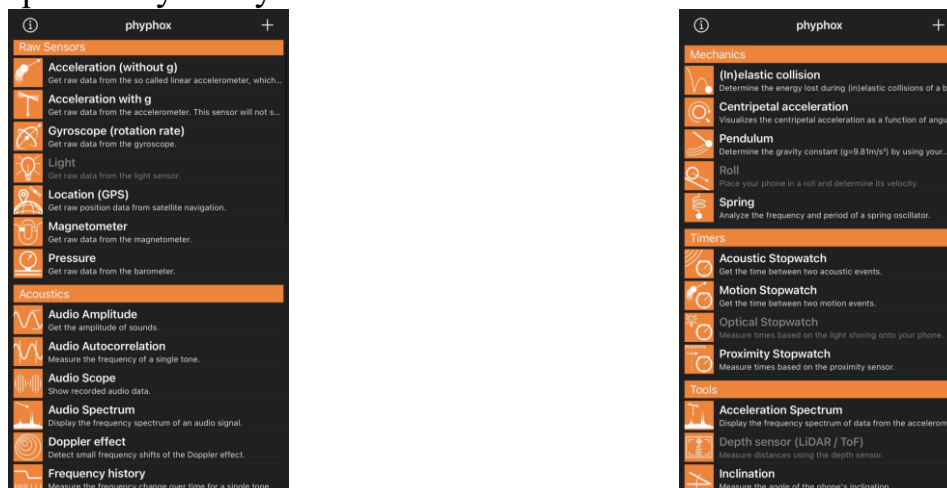 phyphox
Raw Sensors
Acceleration (without g)
Get raw data from the so called linear accelerometer, which...
Acceleration with g
Get raw data from the accelerometer. This sensor will not s...
Gyroscope (rotation rate)
Get raw data from the gyroscope.
Light
Get raw data from the light sensor.
Location (GPS)
Get raw position data from satellite navigation.
Magnetometer
Get raw data from the magnetometer.
Pressure
Get raw data from the barometer.
Acoustics
Audio Amplitude
Get the amplitude of sounds.
Audio Autocorrelation
Measure the frequency of a single tone.
Audio Scope
Show recorded audio data.
Audio Spectrum
Display the frequency spectrum of an audio signal.
Doppler effect
Detect small frequency shifts of the Doppler effect.
Frequency history
Measure the frequency change over time for a single tone
phyphox
Mechanics
(In)elastic collision
Determine the energy lost during (in)elastic collisions of a b
Centripetal acceleration
Visualizes the centripetal acceleration as a function of angu
Pendulum
Determine the gravity constant (g=9.81m/s²) by using your...
Roll
Place your phone in a roll and determine its velocity.
Spring
Analyze the frequency and period of a spring oscillator.
Timers
Acoustic Stopwatch
Get the time between two acoustic events.
Motion Stopwatch
Get the time between two motion events.
Optical Stopwatch
Measure times based on the light shining onto your phone.
Proximity Stopwatch
Measure times based on the proximity sensor.
Tools
Acceleration Spectrum
Display the frequency spectrum of data from the accelerom
Depth sensor (LiDAR / ToF)
Measure distances using the depth sensor.
Inclination
Measure the angle of the phone's inclination